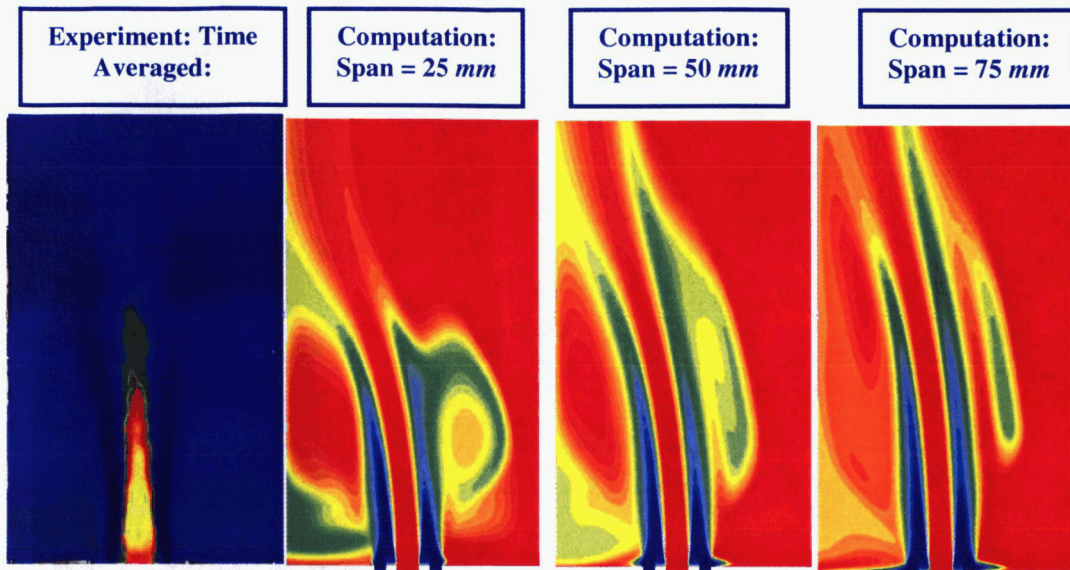 Experiment: Time
Averaged:
Computation:
Span = 25 mm
Computation:
Span = 50 mm
Computation:
Span = 75 mm